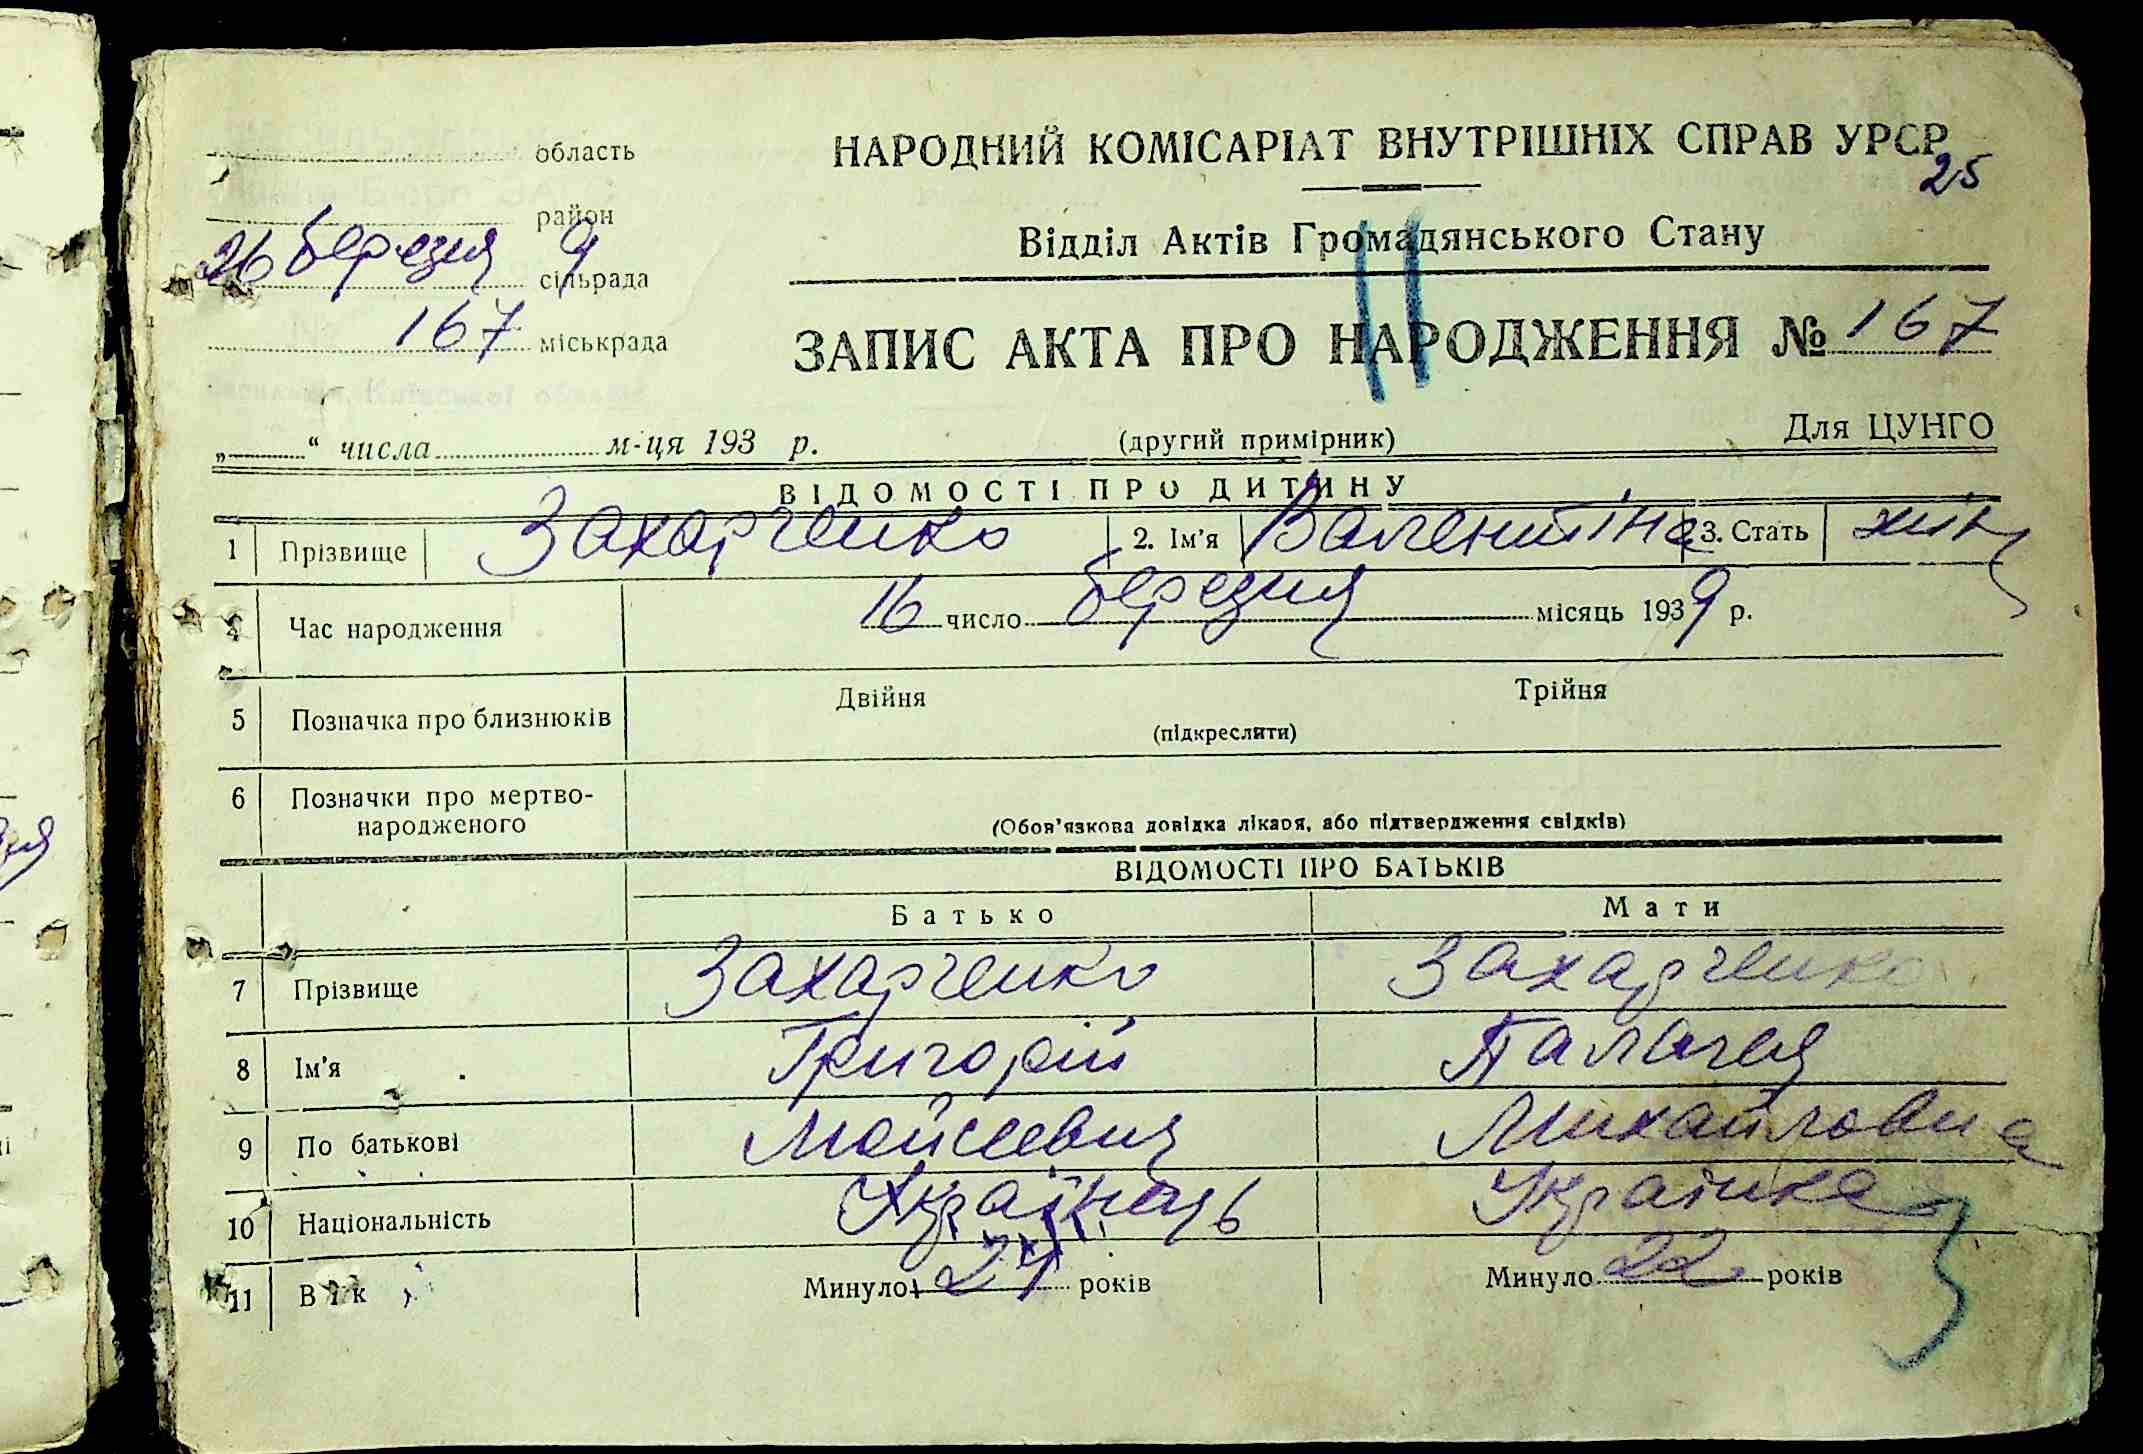 область
НАРОДНИЙ КОМІСАРІАТ ВНУТРІШНІХ СПРАВ УРСР
25
район
Відділ Актів Громадянського Стану
26 березня 9 сільрада
167 міськрада
ЗАПИС АКТА ПРО НАРОДЖЕННЯ № 167
„ “ числа м-ця 193 р.
(другий примірник)
Для ЦУНГО
ВІДОМОСТІ ПРО ДИТИНУ
1 Прізвище Захарченко 2. Ім'я Валентіна 3. Стать жін
4 Час народження 16 число березня місяць 1939 р.
5 Позначка про близнюків Двійня Трійня
(підкреслити)
6 Позначки про мертво-
народженого
(Обов'язкова довідка лікаря, або підтвердження свідків)
ВІДОМОСТІ ПРО БАТЬКІВ
Батько Мати
7 Прізвище Захарченко Захарченко
8 Ім'я Григорій Палагея
9 По батькові Мойсеевич Михайловна
10 Національність Українець Українка
11 Вік Минуло 24 років Минуло 22 років